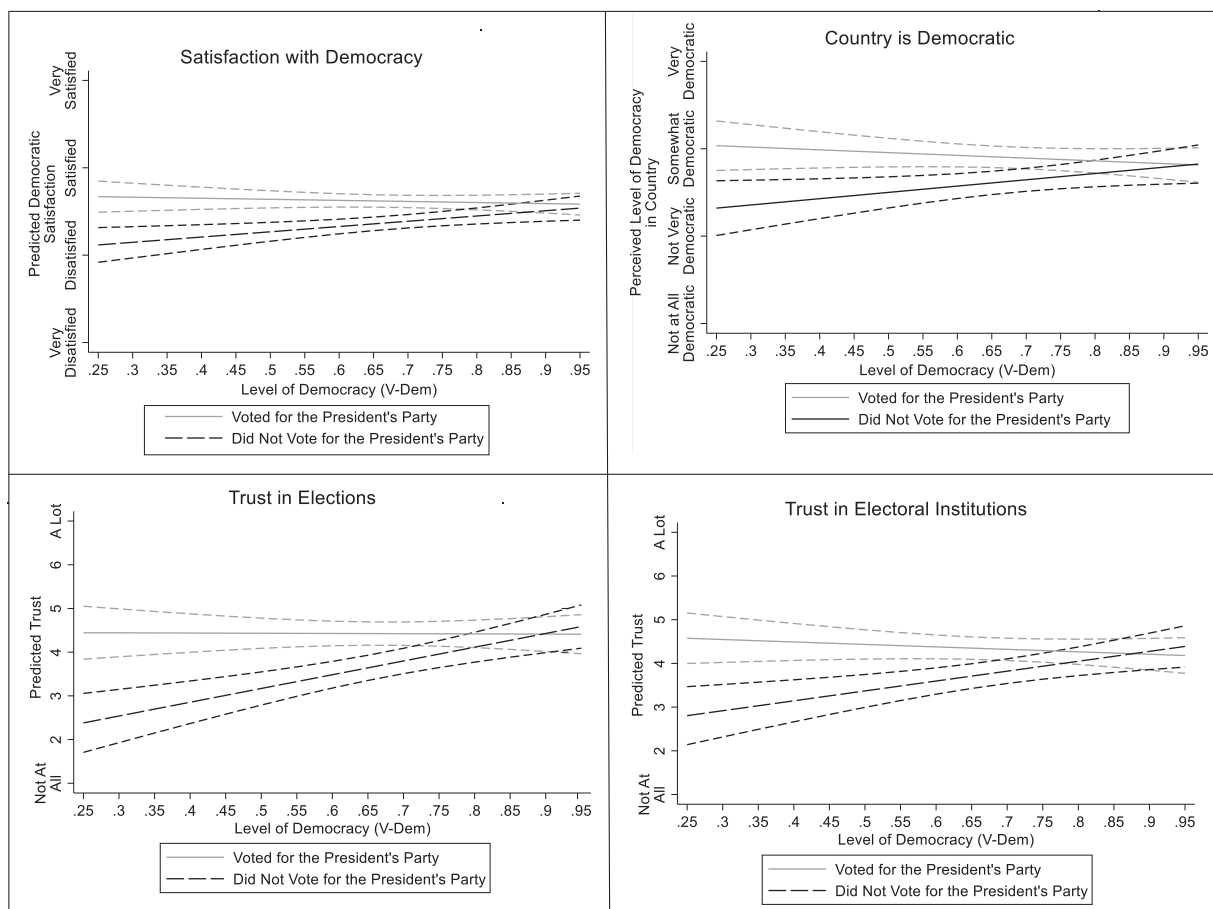 Satisfaction with Democracy
Predicted Democratic
Satisfaction
Very
Satisfied
Satisfied
Disatisfied
Very
Disatisfied
.25 .3 .35 .4 .45 .5 .55 .6 .65 .7 .75 .8 .85 .9 .95
Level of Democracy (V-Dem)
Voted for the President's Party
Did Not Vote for the President's Party
Country is Democratic
Perceived Level of Democracy
in Country
Very
Democratic
Somewhat
Democratic
Not Very
Democratic
Not at All
Democratic
.25 .3 .35 .4 .45 .5 .55 .6 .65 .7 .75 .8 .85 .9 .95
Level of Democracy (V-Dem)
Voted for the President's Party
Did Not Vote for the President's Party
Trust in Elections
Predicted Trust
A Lot
6
5
4
3
2
Not At
All
.25 .3 .35 .4 .45 .5 .55 .6 .65 .7 .75 .8 .85 .9 .95
Level of Democracy (V-Dem)
Voted for the President's Party
Did Not Vote for the President's Party
Trust in Electoral Institutions
Predicted Trust
A Lot
6
5
4
3
2
Not At
All
.25 .3 .35 .4 .45 .5 .55 .6 .65 .7 .75 .8 .85 .9 .95
Level of Democracy (V-Dem)
Voted for the President's Party
Did Not Vote for the President's Party